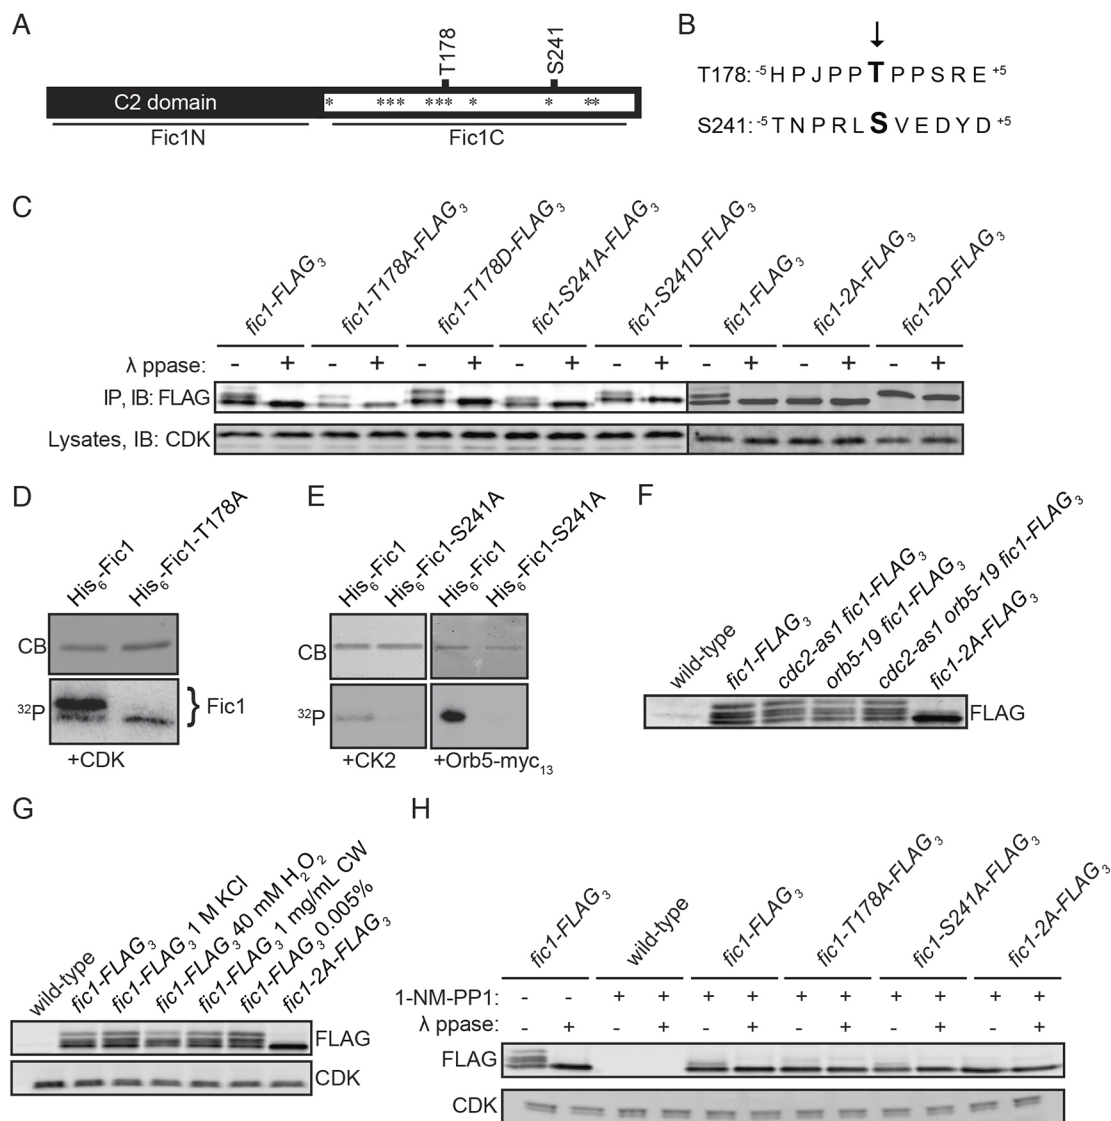 A
T178
S241
C2 domain
* *** *** * * **
Fic1N
Fic1C
B
↓
T178: -5 H P J P P T P P S R E +5
S241: -5 T N P R L S V E D Y D +5
C
fic1-FLAG3
fic1-T178A-FLAG3
fic1-T178D-FLAG3
fic1-S241A-FLAG3
fic1-S241D-FLAG3
fic1-FLAG3
fic1-2A-FLAG3
fic1-2D-FLAG3
λ ppase: - + - + - + - + - + - + - + - +
IP, IB: FLAG
Lysates, IB: CDK
D
His6-Fic1
His6-Fic1-T178A
CB
32P
} Fic1
+CDK
E
His6-Fic1
His6-Fic1-S241A
His6-Fic1
His6-Fic1-S241A
CB
32P
+CK2
+Orb5-myc13
F
wild-type
fic1-FLAG3
cdc2-as1 fic1-FLAG3
orb5-19 fic1-FLAG3
cdc2-as1 orb5-19 fic1-FLAG3
fic1-2A-FLAG3
FLAG
G
wild-type
fic1-FLAG3
fic1-FLAG3 1 M KCl
fic1-FLAG3 40 mM H2O2
fic1-FLAG3 1 mg/mL CW
fic1-FLAG3 0.005%
fic1-2A-FLAG3
FLAG
CDK
H
fic1-FLAG3
wild-type
fic1-FLAG3
fic1-T178A-FLAG3
fic1-S241A-FLAG3
fic1-2A-FLAG3
1-NM-PP1: - - + + + + + + + + + +
λ ppase: - + - + - + - + - + - +
FLAG
CDK